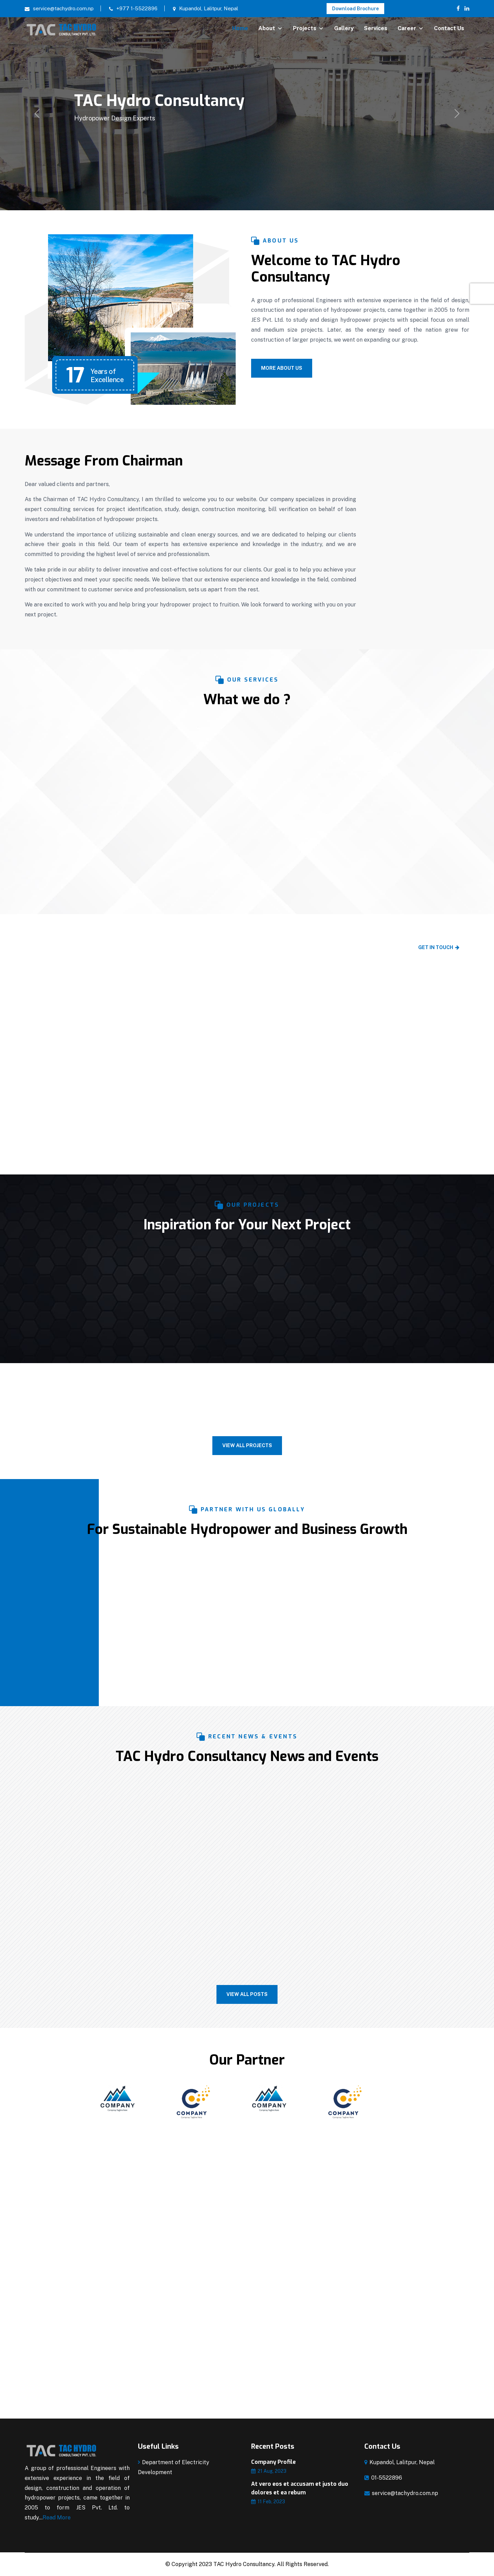 service@tachydro.com.np
+977 1-5522896
Kupandol, Lalitpur, Nepal
Download Brochure
TAC HYDRO
CONSULTANCY PVT. LTD.
About
Projects
Gallery
Services
Career
Contact Us
TAC Hydro Consultancy
Hydropower Design Experts
17
Years of
Excellence
ABOUT US
Welcome to TAC Hydro
Consultancy
A group of professional Engineers with extensive experience in the field of design,
construction and operation of hydropower projects, came together in 2005 to form
JES Pvt. Ltd. to study and design hydropower projects with special focus on small
and medium size projects. Later, as the energy need of the nation grew for
construction of larger projects, we went on expanding our group.
MORE ABOUT US
Message From Chairman
Dear valued clients and partners,
As the Chairman of TAC Hydro Consultancy, I am thrilled to welcome you to our website. Our company specializes in providing
expert consulting services for project identification, study, design, construction monitoring, bill verification on behalf of loan
investors and rehabilitation of hydropower projects.
We understand the importance of utilizing sustainable and clean energy sources, and we are dedicated to helping our clients
achieve their goals in this field. Our team of experts has extensive experience and knowledge in the industry, and we are
committed to providing the highest level of service and professionalism.
We take pride in our ability to deliver innovative and cost-effective solutions for our clients. Our goal is to help you achieve your
project objectives and meet your specific needs. We believe that our extensive experience and knowledge in the field, combined
with our commitment to customer service and professionalism, sets us apart from the rest.
We are excited to work with you and help bring your hydropower project to fruition. We look forward to working with you on your
next project.
OUR SERVICES
What we do ?
GET IN TOUCH
OUR PROJECTS
Inspiration for Your Next Project
VIEW ALL PROJECTS
PARTNER WITH US GLOBALLY
For Sustainable Hydropower and Business Growth
RECENT NEWS & EVENTS
TAC Hydro Consultancy News and Events
VIEW ALL POSTS
Our Partner
COMPANY
COMPANY
COMPANY
COMPANY
TAC TAC HYDRO
CONSULTANCY PVT. LTD.
A group of professional Engineers with
extensive experience in the field of
design, construction and operation of
hydropower projects, came together in
2005 to form JES Pvt. Ltd. to
study...Read More
Useful Links
Department of Electricity
Development
Recent Posts
Company Profile
21 Aug, 2023
At vero eos et accusam et justo duo
dolores et ea rebum
11 Feb, 2023
Contact Us
Kupandol, Lalitpur, Nepal
01-5522896
service@tachydro.com.np
© Copyright 2023 TAC Hydro Consultancy. All Rights Reserved.